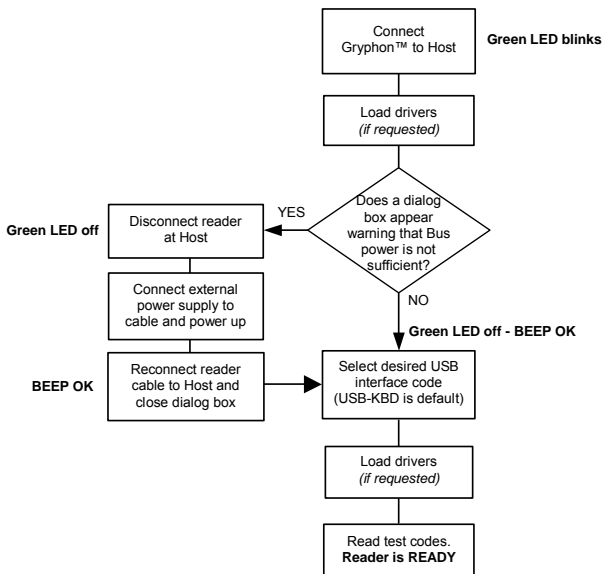 Connect
Gryphon™ to Host
Green LED blinks
Load drivers
(if requested)
Does a dialog
box appear
warning that Bus
power is not
sufficient?
YES
Disconnect reader
at Host
Green LED off
Connect external
power supply to
cable and power up
Reconnect reader
cable to Host and
close dialog box
BEEP OK
NO
Green LED off - BEEP OK
Select desired USB
interface code
(USB-KBD is default)
Load drivers
(if requested)
Read test codes.
Reader is READY